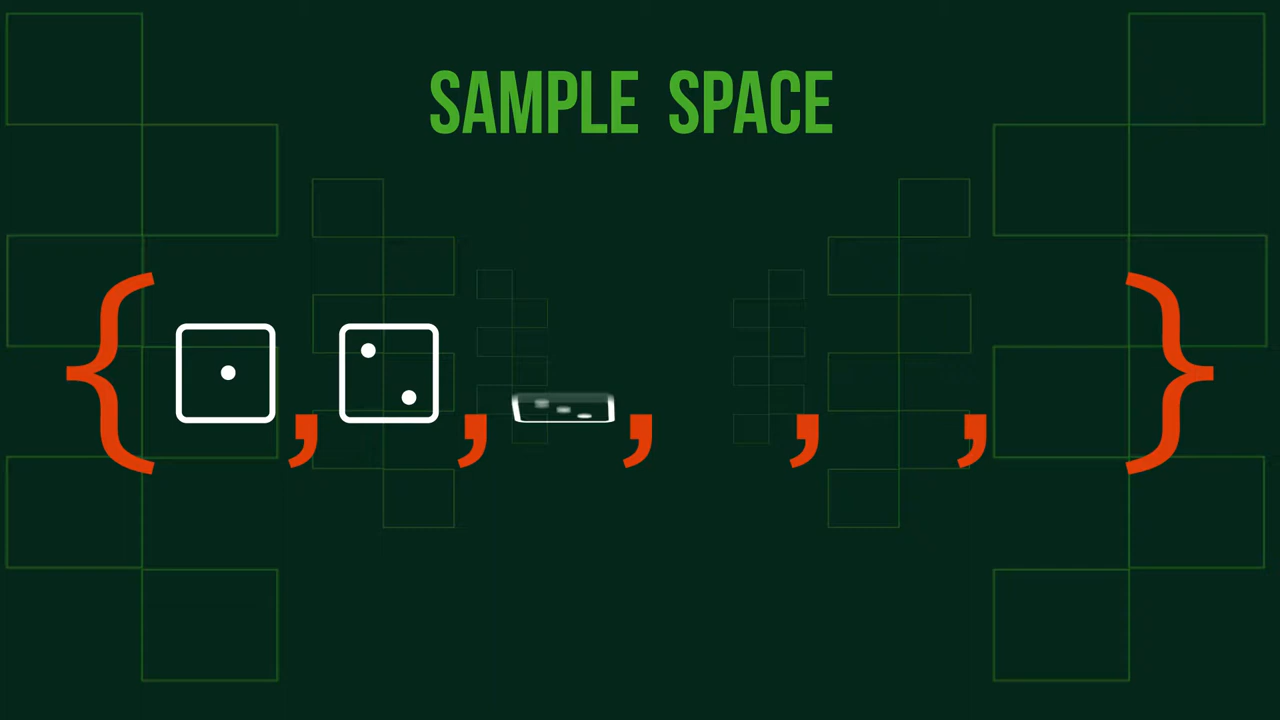 SAMPLE SPACE
{ , , , , , }